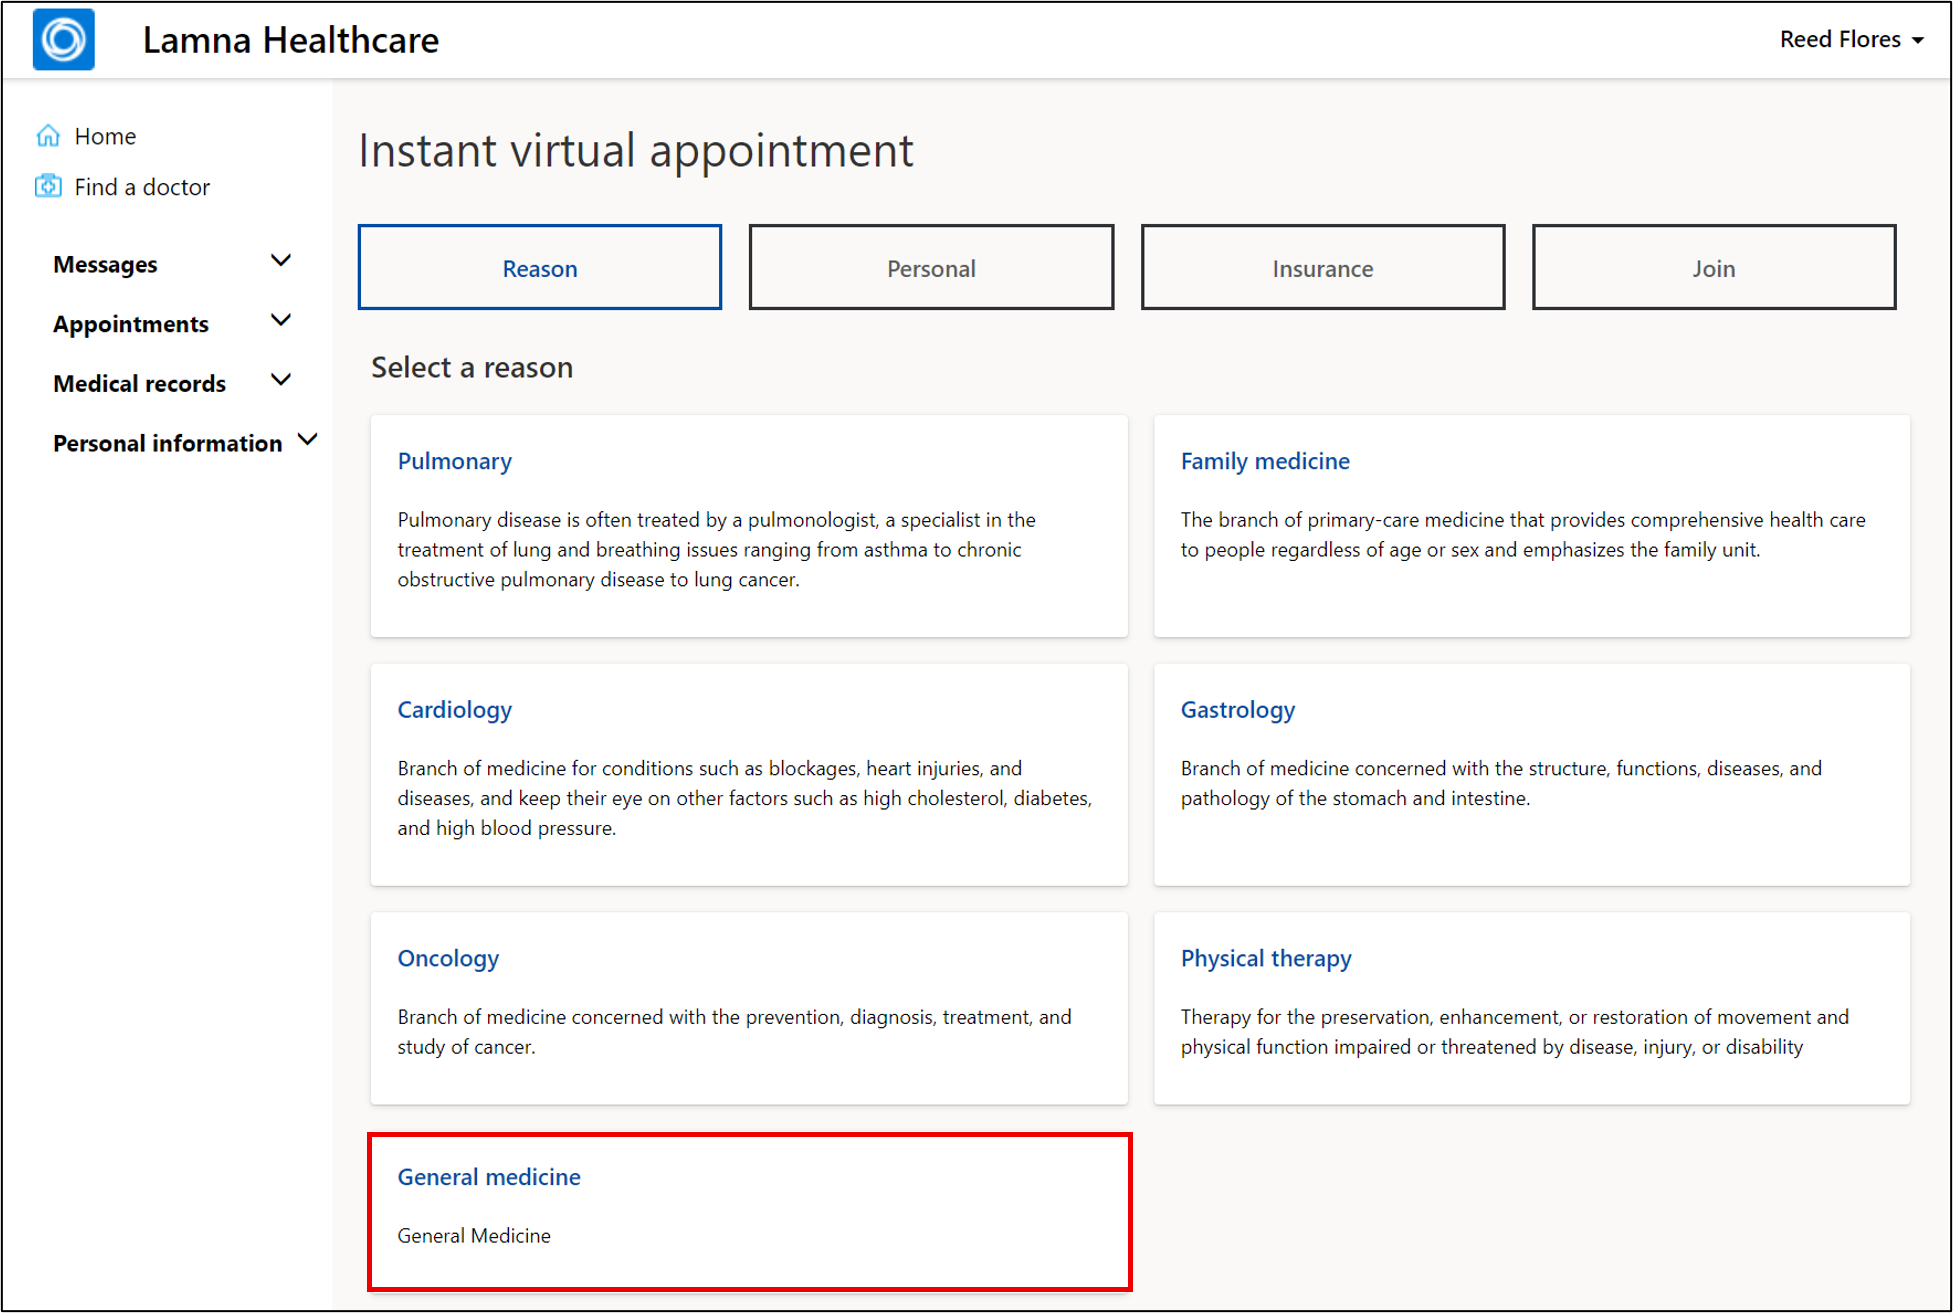 Lamna Healthcare
Reed Flores
Home
Find a doctor
Messages
Appointments
Medical records
Personal information
Instant virtual appointment
Reason
Personal
Insurance
Join
Select a reason
Pulmonary
Pulmonary disease is often treated by a pulmonologist, a specialist in the
treatment of lung and breathing issues ranging from asthma to chronic
obstructive pulmonary disease to lung cancer.
Family medicine
The branch of primary-care medicine that provides comprehensive health care
to people regardless of age or sex and emphasizes the family unit.
Cardiology
Branch of medicine for conditions such as blockages, heart injuries, and
diseases, and keep their eye on other factors such as high cholesterol, diabetes,
and high blood pressure.
Gastrology
Branch of medicine concerned with the structure, functions, diseases, and
pathology of the stomach and intestine.
Oncology
Branch of medicine concerned with the prevention, diagnosis, treatment, and
study of cancer.
Physical therapy
Therapy for the preservation, enhancement, or restoration of movement and
physical function impaired or threatened by disease, injury, or disability
General medicine
General Medicine